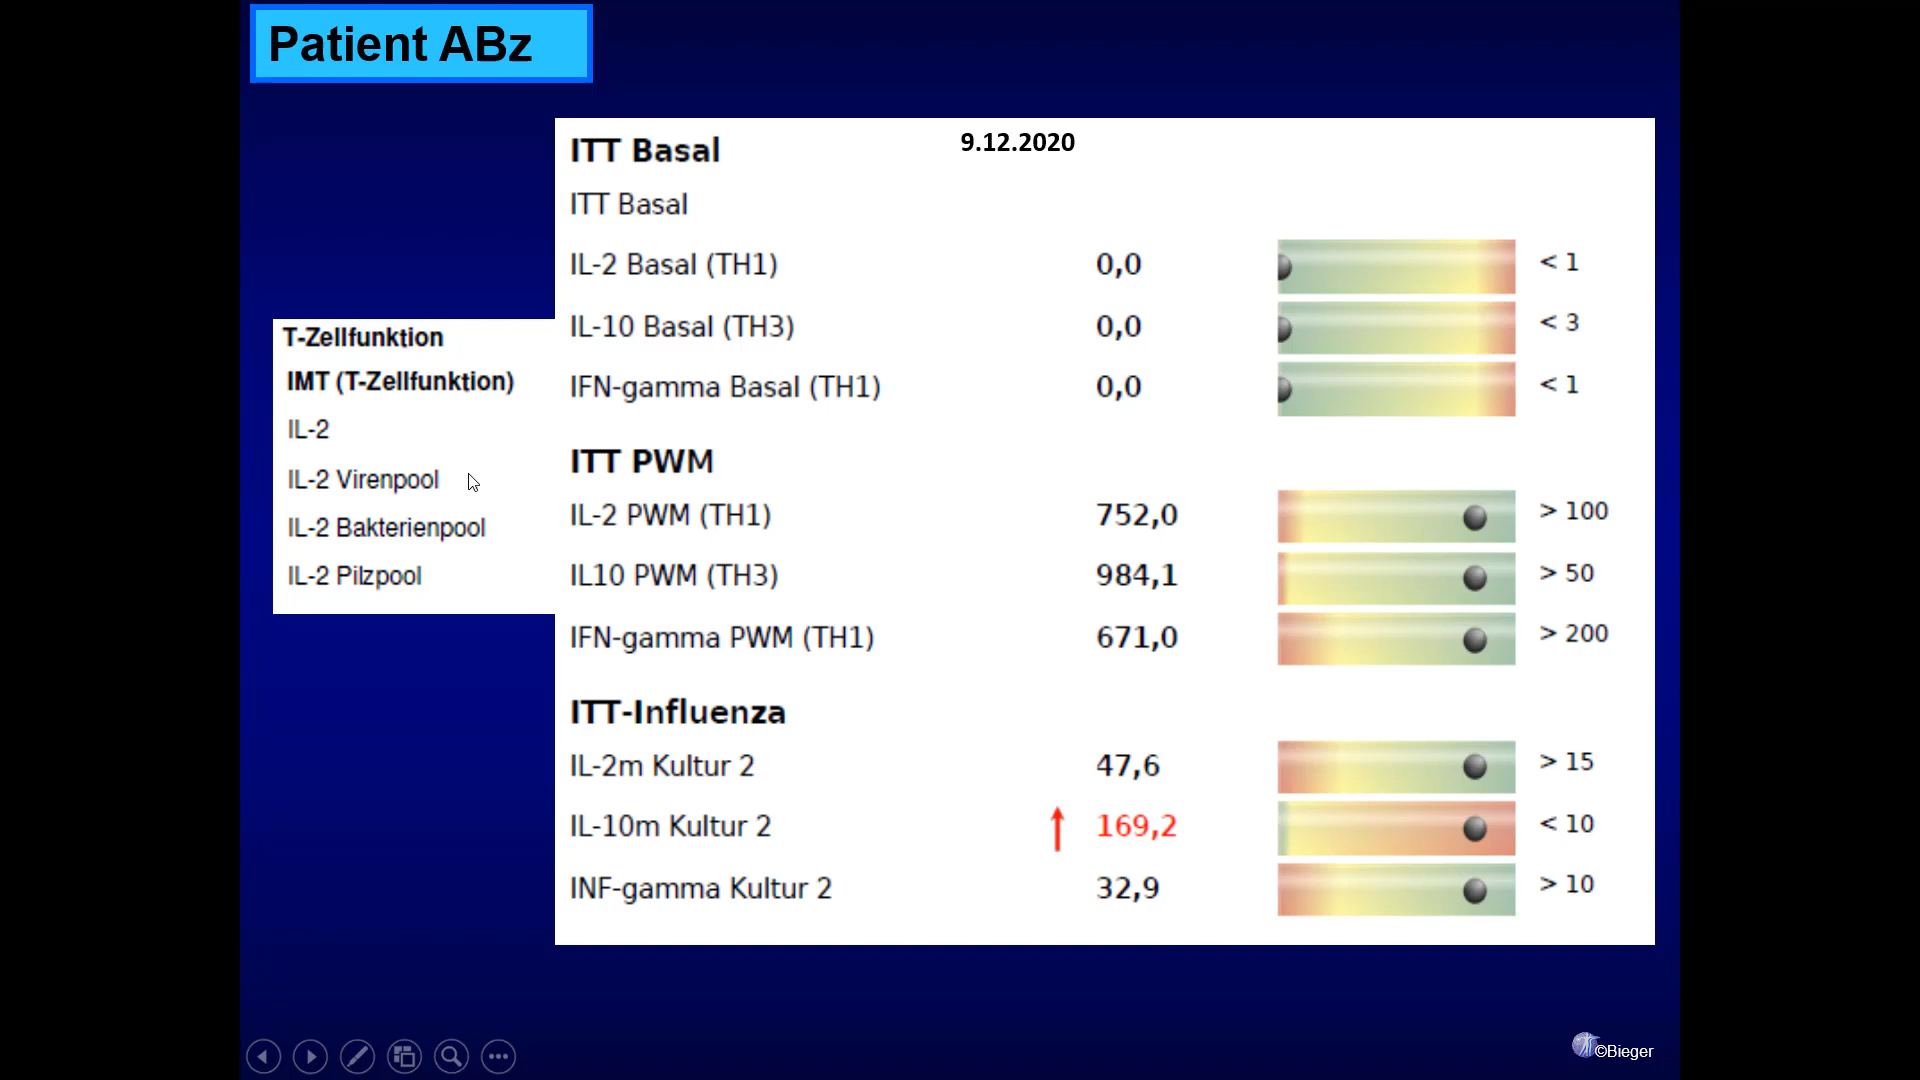 Patient ABz
T-Zellfunktion
IMT (T-Zellfunktion)
IL-2
IL-2 Virenpool
IL-2 Bakterienpool
IL-2 Pilzpool
ITT Basal 9.12.2020
ITT Basal
IL-2 Basal (TH1) 0,0 < 1
IL-10 Basal (TH3) 0,0 < 3
IFN-gamma Basal (TH1) 0,0 < 1
ITT PWM
IL-2 PWM (TH1) 752,0 > 100
IL10 PWM (TH3) 984,1 > 50
IFN-gamma PWM (TH1) 671,0 > 200
ITT-Influenza
IL-2m Kultur 2 47,6 > 15
IL-10m Kultur 2 169,2 < 10
INF-gamma Kultur 2 32,9 > 10
©Bieger